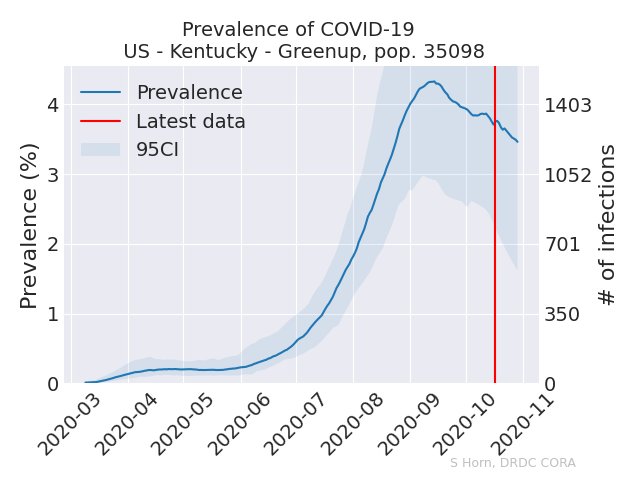 Prevalence of COVID-19
US - Kentucky - Greenup, pop. 35098
Prevalence
Latest data
95CI
Prevalence (%)
4
3
2
1
0
1403
1052
701
350
0
# of infections
2020-03
2020-04
2020-05
2020-06
2020-07
2020-08
2020-09
2020-10
2020-11
S Horn, DRDC CORA